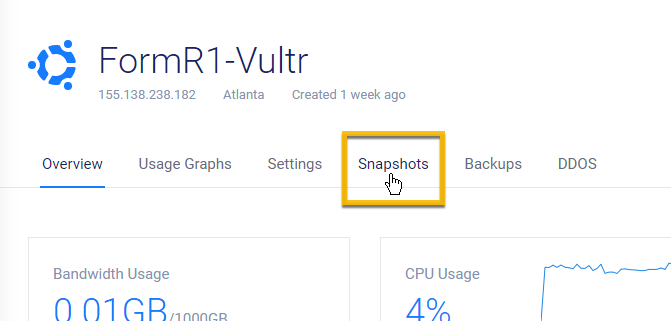 FormR1-Vultr
155.138.238.182 Atlanta Created 1 week ago
Overview Usage Graphs Settings Snapshots Backups DDOS
Bandwidth Usage CPU Usage
0.01GB/1000GB 4%